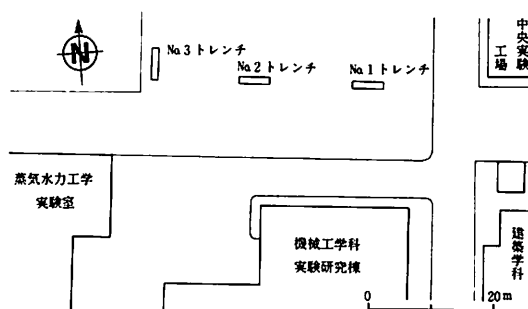 N
No.3トレンチ
No.2トレンチ
No.1トレンチ
中央実験
工場
蒸気水力工学
実験室
機械工学科
実験研究棟
建築学科
0 20m